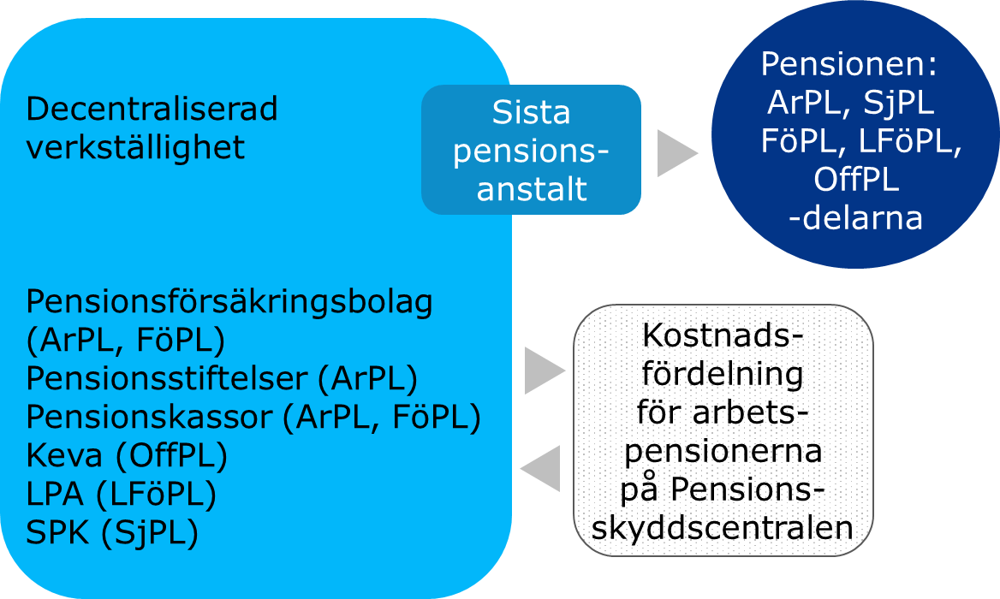 Decentraliserad
verkställighet
Sista
pensions-
anstalt
Pensionen:
ArPL, SjPL
FöPL, LFöPL,
OffPL
-delarna
Pensionsförsäkringsbolag
(ArPL, FöPL)
Pensionsstiftelser (ArPL)
Pensionskassor (ArPL, FöPL)
Keva (OffPL)
LPA (LFöPL)
SPK (SjPL)
Kostnads-
fördelning
för arbets-
pensionerna
på Pensions-
skyddscentralen